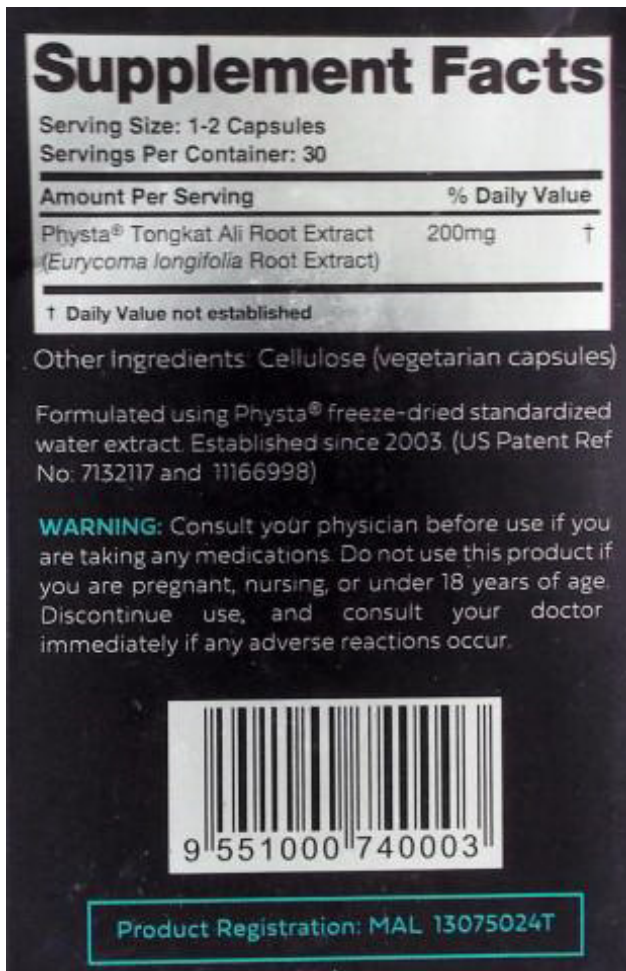 Supplement Facts
Serving Size: 1-2 Capsules
Servings Per Container: 30
Amount Per Serving % Daily Value
Physta® Tongkat Ali Root Extract 200mg †
(Eurycoma longifolia Root Extract)
† Daily Value not established
Other Ingredients: Cellulose (vegetarian capsules)
Formulated using Physta® freeze-dried standardized
water extract. Established since 2003. (US Patent Ref
No: 7132117 and 11166998)
WARNING: Consult your physician before use if you
are taking any medications. Do not use this product if
you are pregnant, nursing, or under 18 years of age.
Discontinue use, and consult your doctor
immediately if any adverse reactions occur.
9 551000 740003
Product Registration: MAL 13075024T